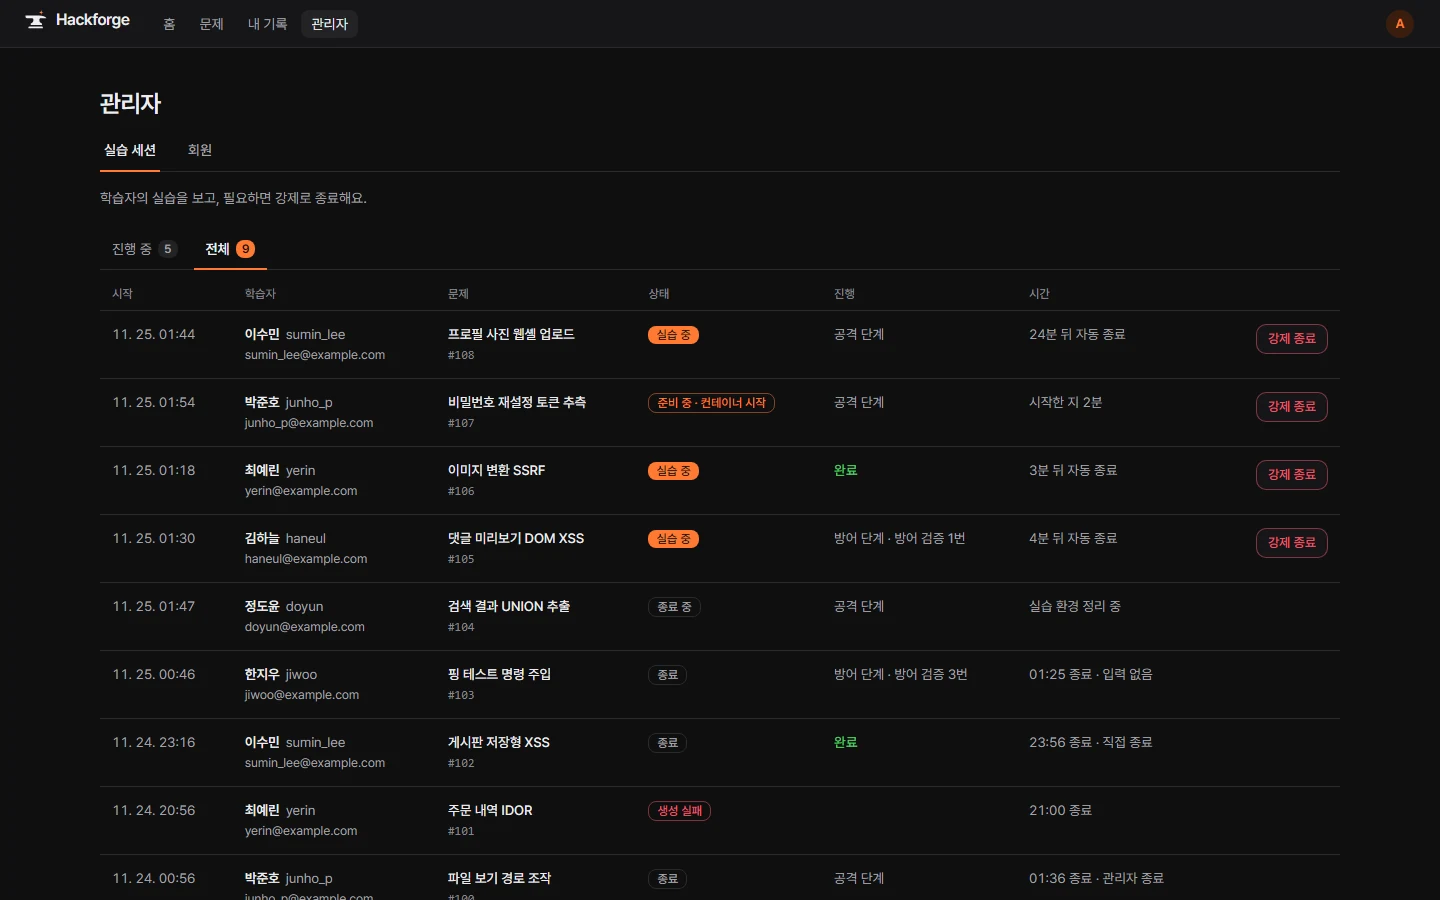 Hackforge 홈 문제 내 기록 관리자 A
관리자
실습 세션 회원
학습자의 실습을 보고, 필요하면 강제로 종료해요.
진행 중 5 전체 9
시작 학습자 문제 상태 진행 시간
11. 25. 01:44 이수민 sumin_lee 프로필 사진 웹셸 업로드 실습 중 공격 단계 24분 뒤 자동 종료 강제 종료
sumin_lee@example.com #108
11. 25. 01:54 박준호 junho_p 비밀번호 재설정 토큰 추측 준비 중 · 컨테이너 시작 공격 단계 시작한 지 2분 강제 종료
junho_p@example.com #107
11. 25. 01:18 최예린 yerin 이미지 변환 SSRF 실습 중 완료 3분 뒤 자동 종료 강제 종료
yerin@example.com #106
11. 25. 01:30 김하늘 haneul 댓글 미리보기 DOM XSS 실습 중 방어 단계 · 방어 검증 1번 4분 뒤 자동 종료 강제 종료
haneul@example.com #105
11. 25. 01:47 정도윤 doyun 검색 결과 UNION 추출 종료 중 공격 단계 실습 환경 정리 중
doyun@example.com #104
11. 25. 00:46 한지우 jiwoo 핑 테스트 명령 주입 종료 방어 단계 · 방어 검증 3번 01:25 종료 · 입력 없음
jiwoo@example.com #103
11. 24. 23:16 이수민 sumin_lee 게시판 저장형 XSS 종료 완료 23:56 종료 · 직접 종료
sumin_lee@example.com #102
11. 24. 20:56 최예린 yerin 주문 내역 IDOR 생성 실패 21:00 종료
yerin@example.com #101
11. 24. 00:56 박준호 junho_p 파일 보기 경로 조작 종료 공격 단계 01:36 종료 · 관리자 종료
junho_p@example.com #100